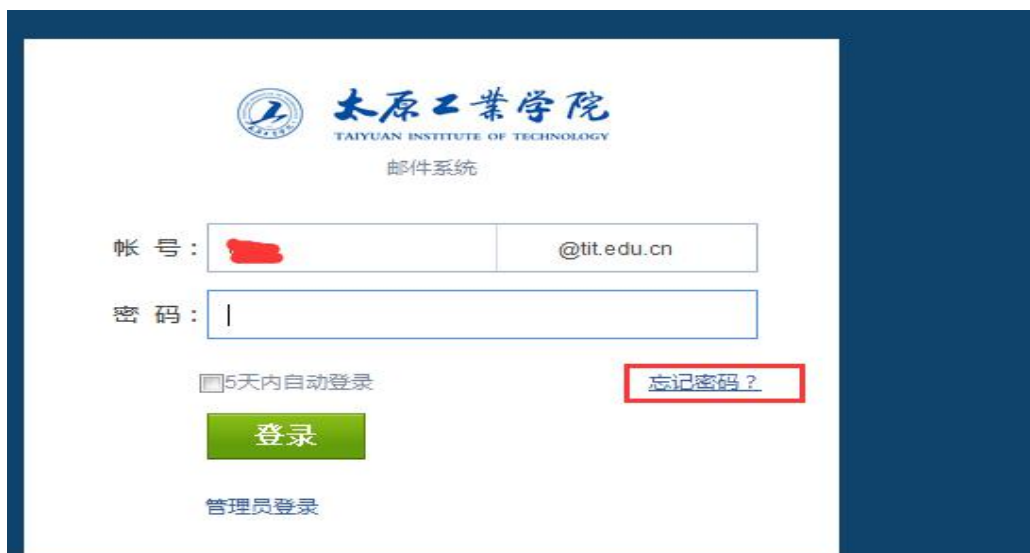 太原工業学院
TAIYUAN INSTITUTE OF TECHNOLOGY
邮件系统
帐 号：
@tit.edu.cn
密 码：
5天内自动登录
忘记密码？
登录
管理员登录